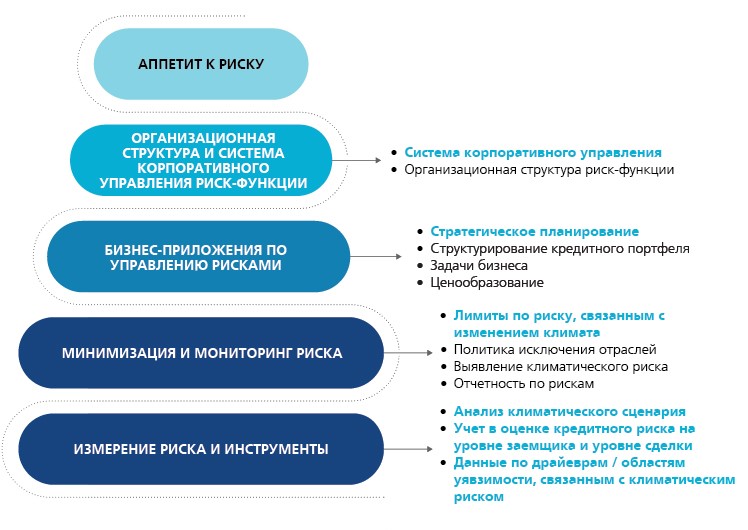 АППЕТИТ К РИСКУ
ОРГАНИЗАЦИОННАЯ
СТРУКТУРА И СИСТЕМА
КОРПОРАТИВНОГО
УПРАВЛЕНИЯ РИСК-ФУНКЦИИ
• Система корпоративного управления
• Организационная структура риск-функции
БИЗНЕС-ПРИЛОЖЕНИЯ ПО
УПРАВЛЕНИЮ РИСКАМИ
• Стратегическое планирование
• Структурирование кредитного портфеля
• Задачи бизнеса
• Ценообразование
МИНИМИЗАЦИЯ И МОНИТОРИНГ РИСКА
• Лимиты по риску, связанным с
изменением климата
• Политика исключения отраслей
• Выявление климатического риска
• Отчетность по рискам
ИЗМЕРЕНИЕ РИСКА И ИНСТРУМЕНТЫ
• Анализ климатического сценария
• Учет в оценке кредитного риска на
уровне заемщика и уровне сделки
• Данные по драйверам / областям
уявзимости, связанным с климатическим
риском